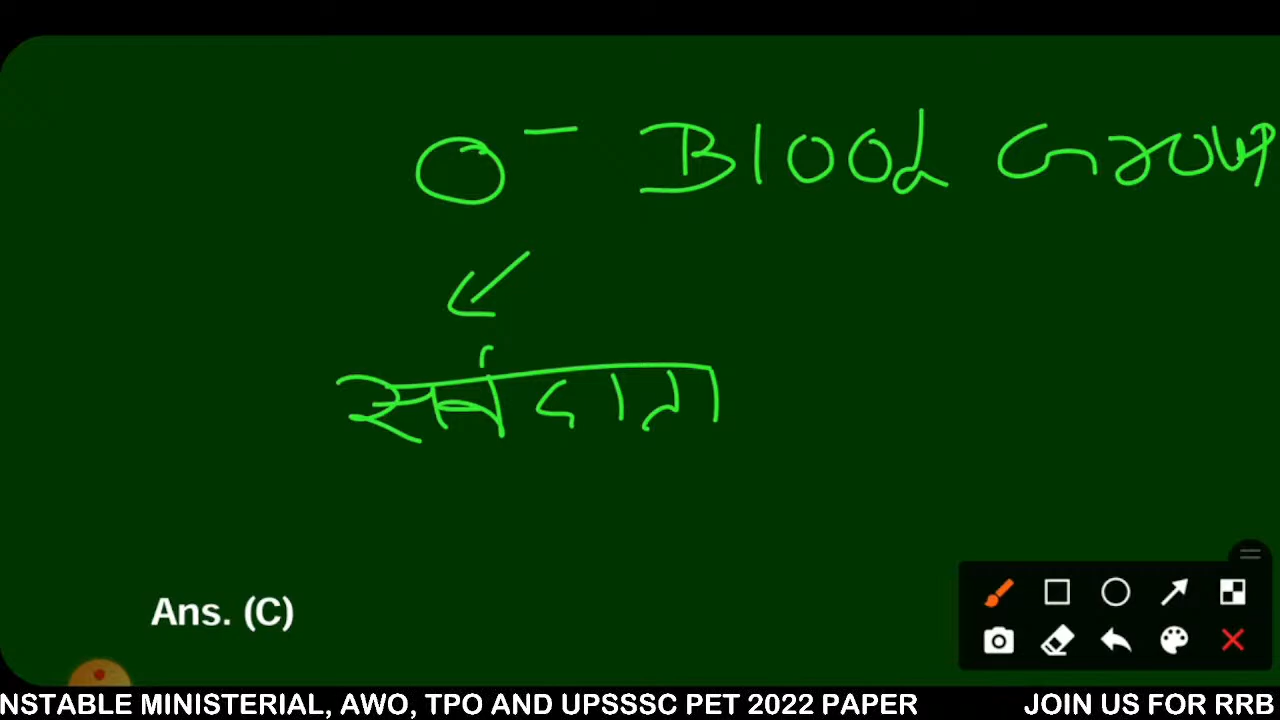 O⁻ Blood Group
सर्वदाता
Ans. (C)
NSTABLE MINISTERIAL, AWO, TPO AND UPSSSC PET 2022 PAPER JOIN US FOR RRB